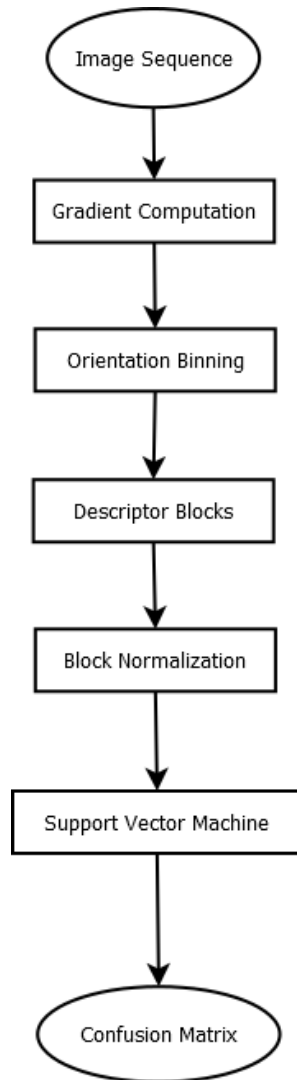 Image Sequence
Gradient Computation
Orientation Binning
Descriptor Blocks
Block Normalization
Support Vector Machine
Confusion Matrix